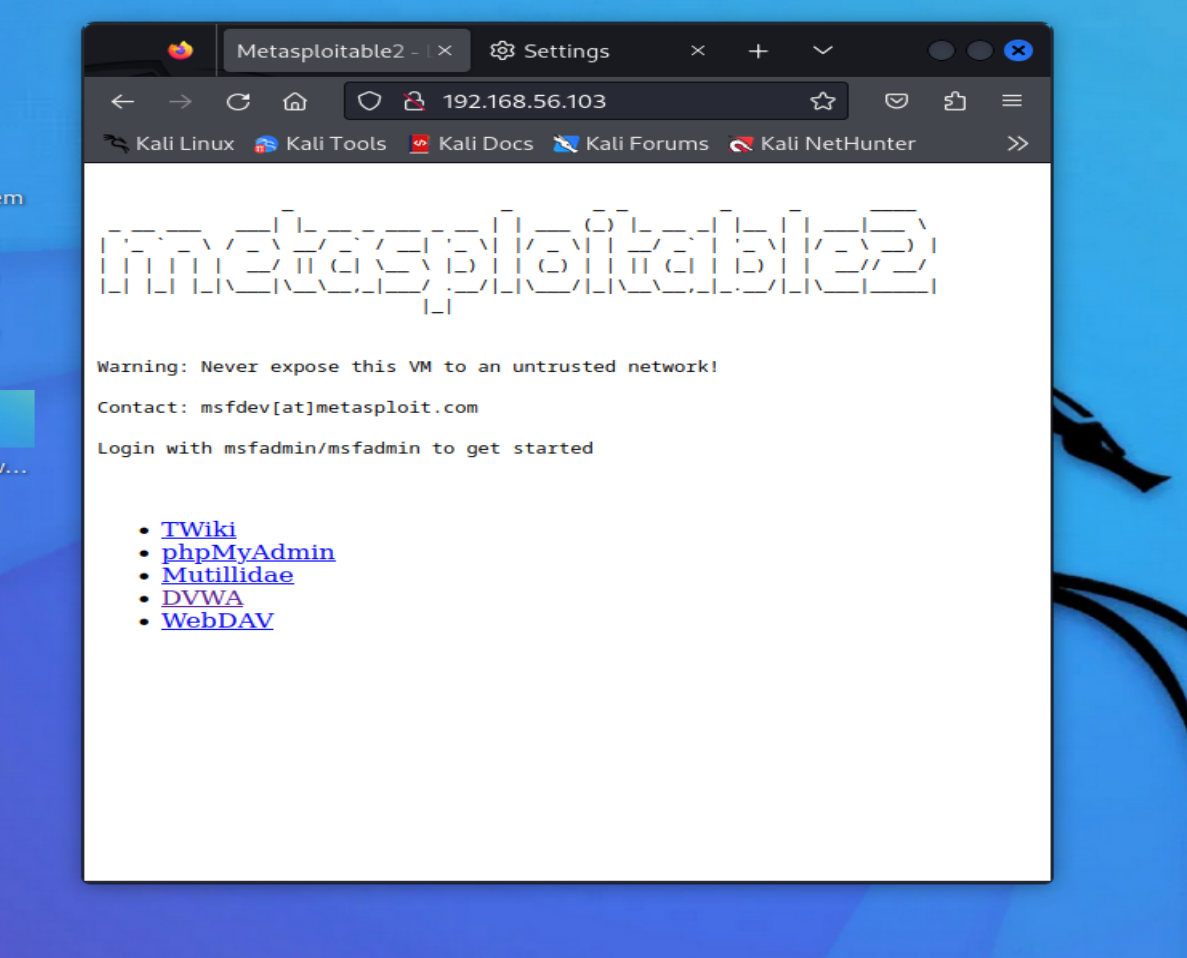 em
v...
Metasploitable2 - L
Settings
192.168.56.103
Kali Linux
Kali Tools
Kali Docs
Kali Forums
Kali NetHunter
metasploitable2
Warning: Never expose this VM to an untrusted network!
Contact: msfdev[at]metasploit.com
Login with msfadmin/msfadmin to get started
TWiki
phpMyAdmin
Mutillidae
DVWA
WebDAV